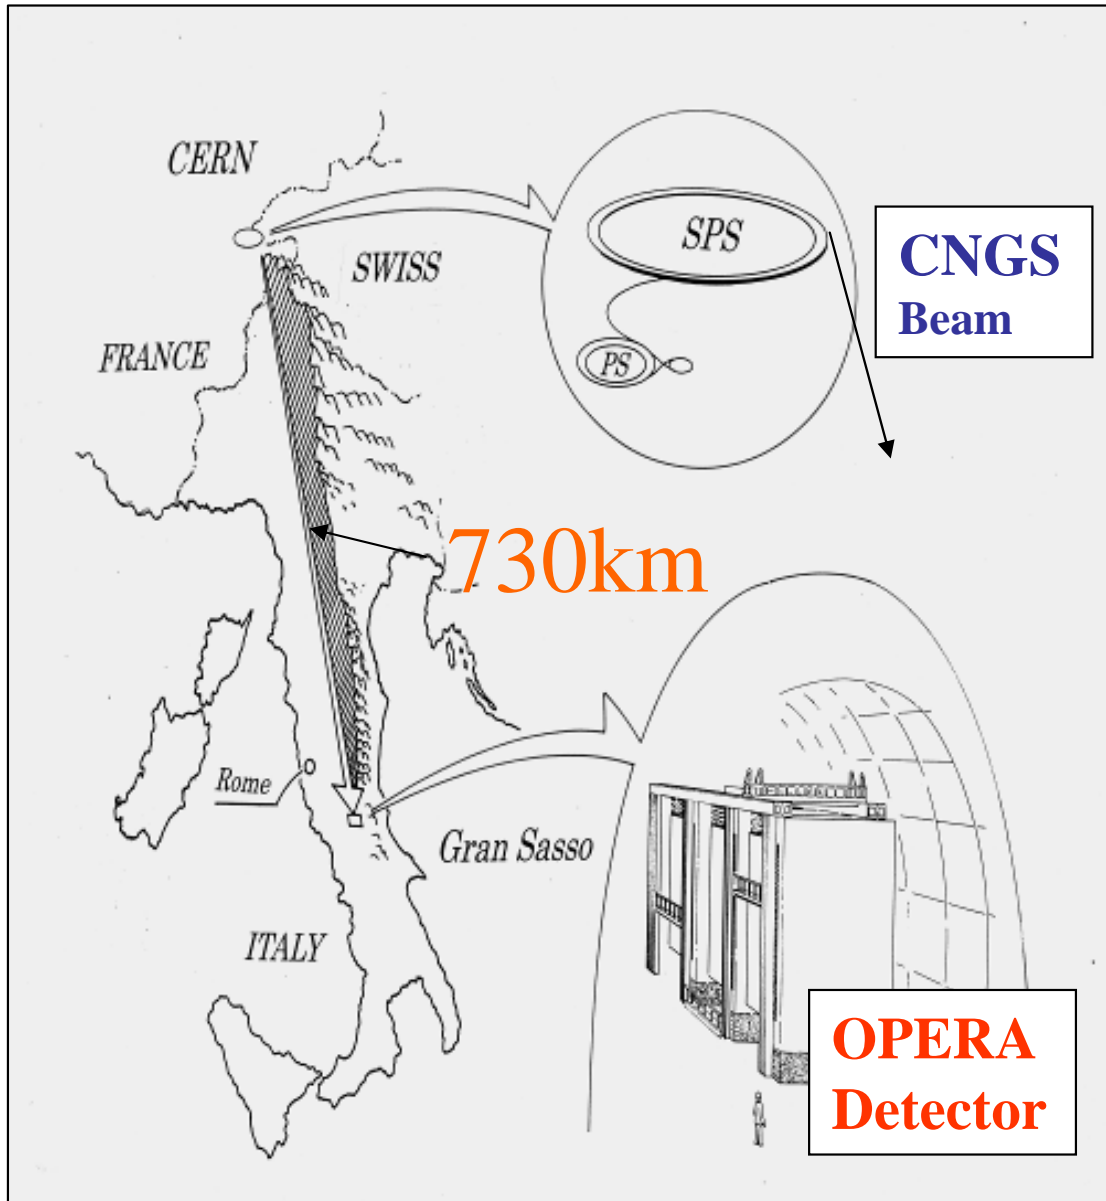 CERN
SPS
CNGS
Beam
SWISS
FRANCE
PS
730km
Rome
Gran Sasso
ITALY
OPERA
Detector